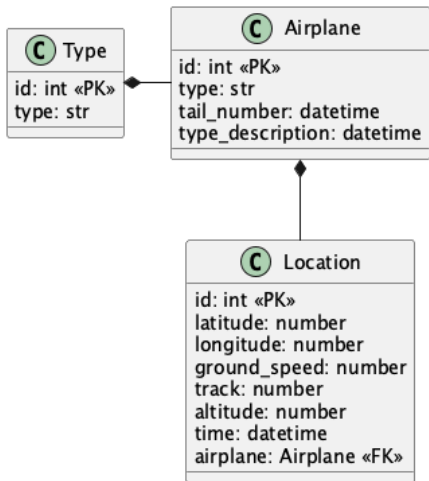 C Type
id: int «PK»
type: str
C Airplane
id: int «PK»
type: str
tail_number: datetime
type_description: datetime
C Location
id: int «PK»
latitude: number
longitude: number
ground_speed: number
track: number
altitude: number
time: datetime
airplane: Airplane «FK»